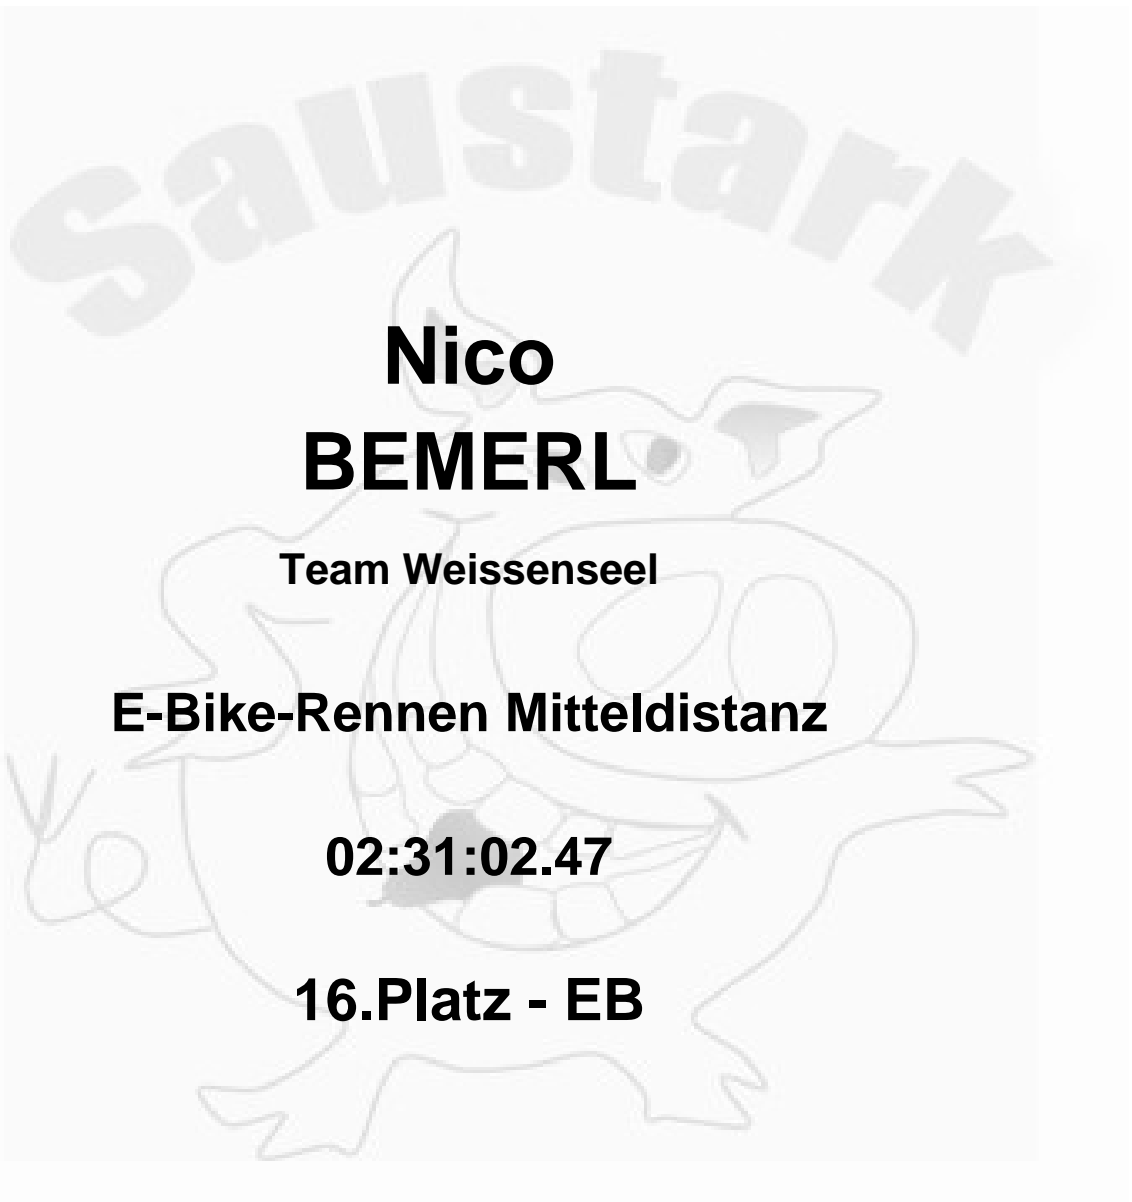 Saustark
Nico
BEMERL
Team Weissenseel
E-Bike-Rennen Mitteldistanz
02:31:02.47
16.Platz - EB